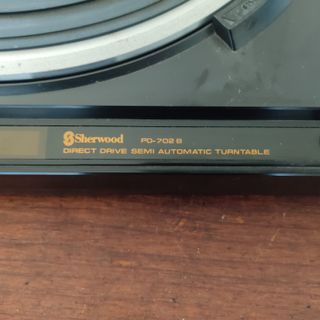 Sherwood PD-702 B
DIRECT DRIVE SEMI AUTOMATIC TURNTABLE